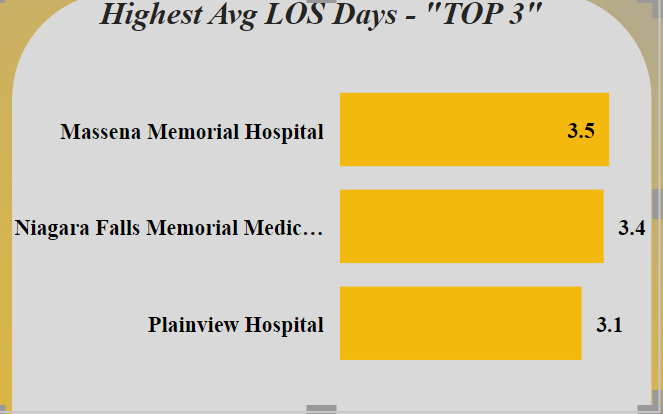 Highest Avg LOS Days - "TOP 3"
Massena Memorial Hospital 3.5
Niagara Falls Memorial Medic... 3.4
Plainview Hospital 3.1